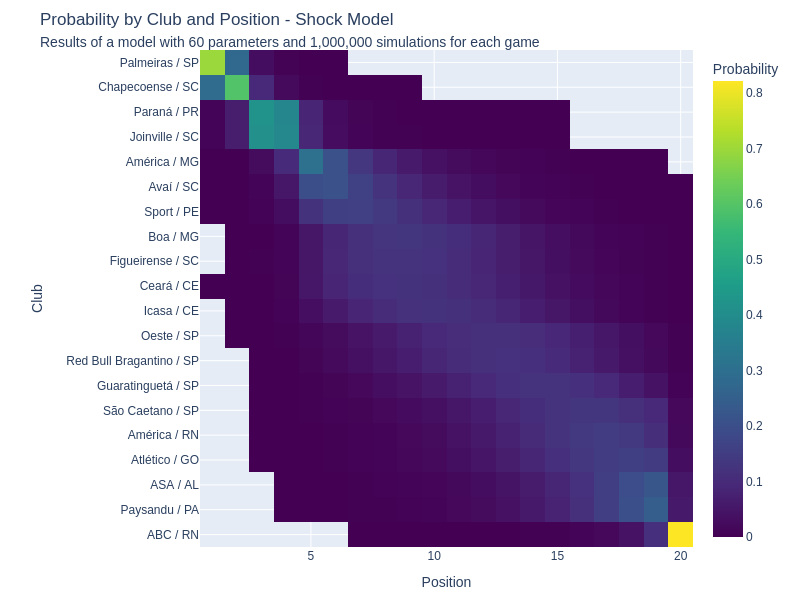 Probability by Club and Position - Shock Model
Results of a model with 60 parameters and 1,000,000 simulations for each game
Palmeiras / SP
Chapecoense / SC
Paraná / PR
Joinville / SC
América / MG
Avaí / SC
Sport / PE
Boa / MG
Figueirense / SC
Ceará / CE
Icasa / CE
Oeste / SP
Red Bull Bragantino / SP
Guaratinguetá / SP
São Caetano / SP
América / RN
Atlético / GO
ASA / AL
Paysandu / PA
ABC / RN
Club
5
10
15
20
Position
Probability
0.8
0.7
0.6
0.5
0.4
0.3
0.2
0.1
0